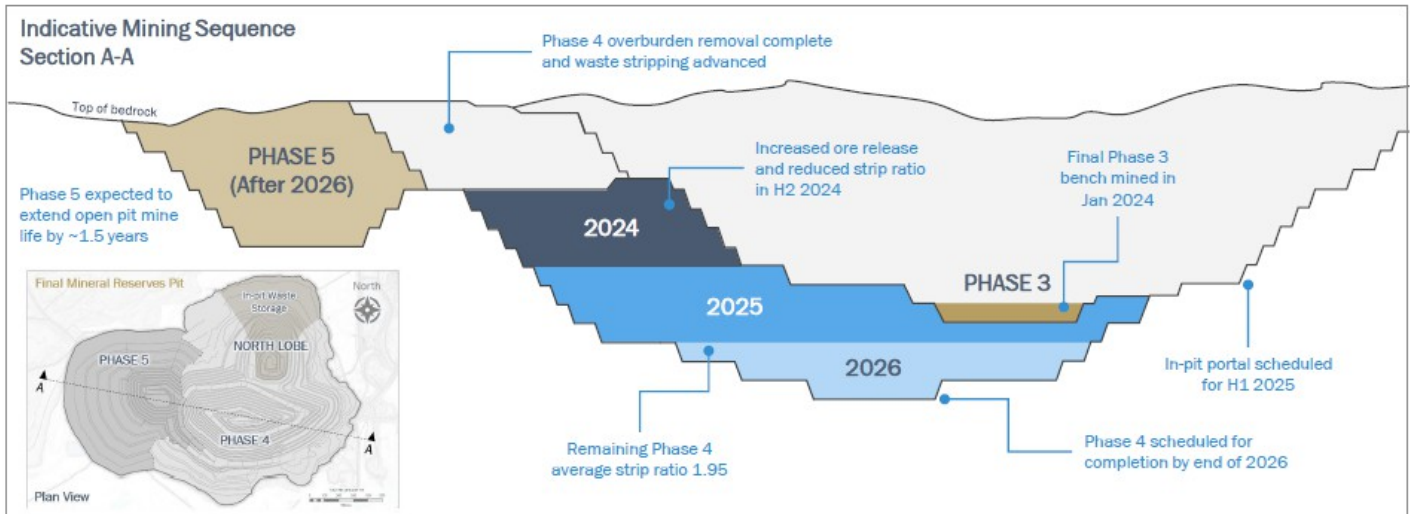 Indicative Mining Sequence
Section A-A
Phase 4 overburden removal complete
and waste stripping advanced
Top of bedrock
PHASE 5
(After 2026)
Increased ore release
and reduced strip ratio
in H2 2024
Final Phase 3
bench mined in
Jan 2024
Phase 5 expected to
extend open pit mine
life by ~1.5 years
2024
PHASE 3
2025
2026
In-pit portal scheduled
for H1 2025
Remaining Phase 4
average strip ratio 1.95
Phase 4 scheduled for
completion by end of 2026
Final Mineral Reserves Pit
In-pit Waste
Storage
North
NORTH LOBE
PHASE 5
A
PHASE 4
A
Plan View